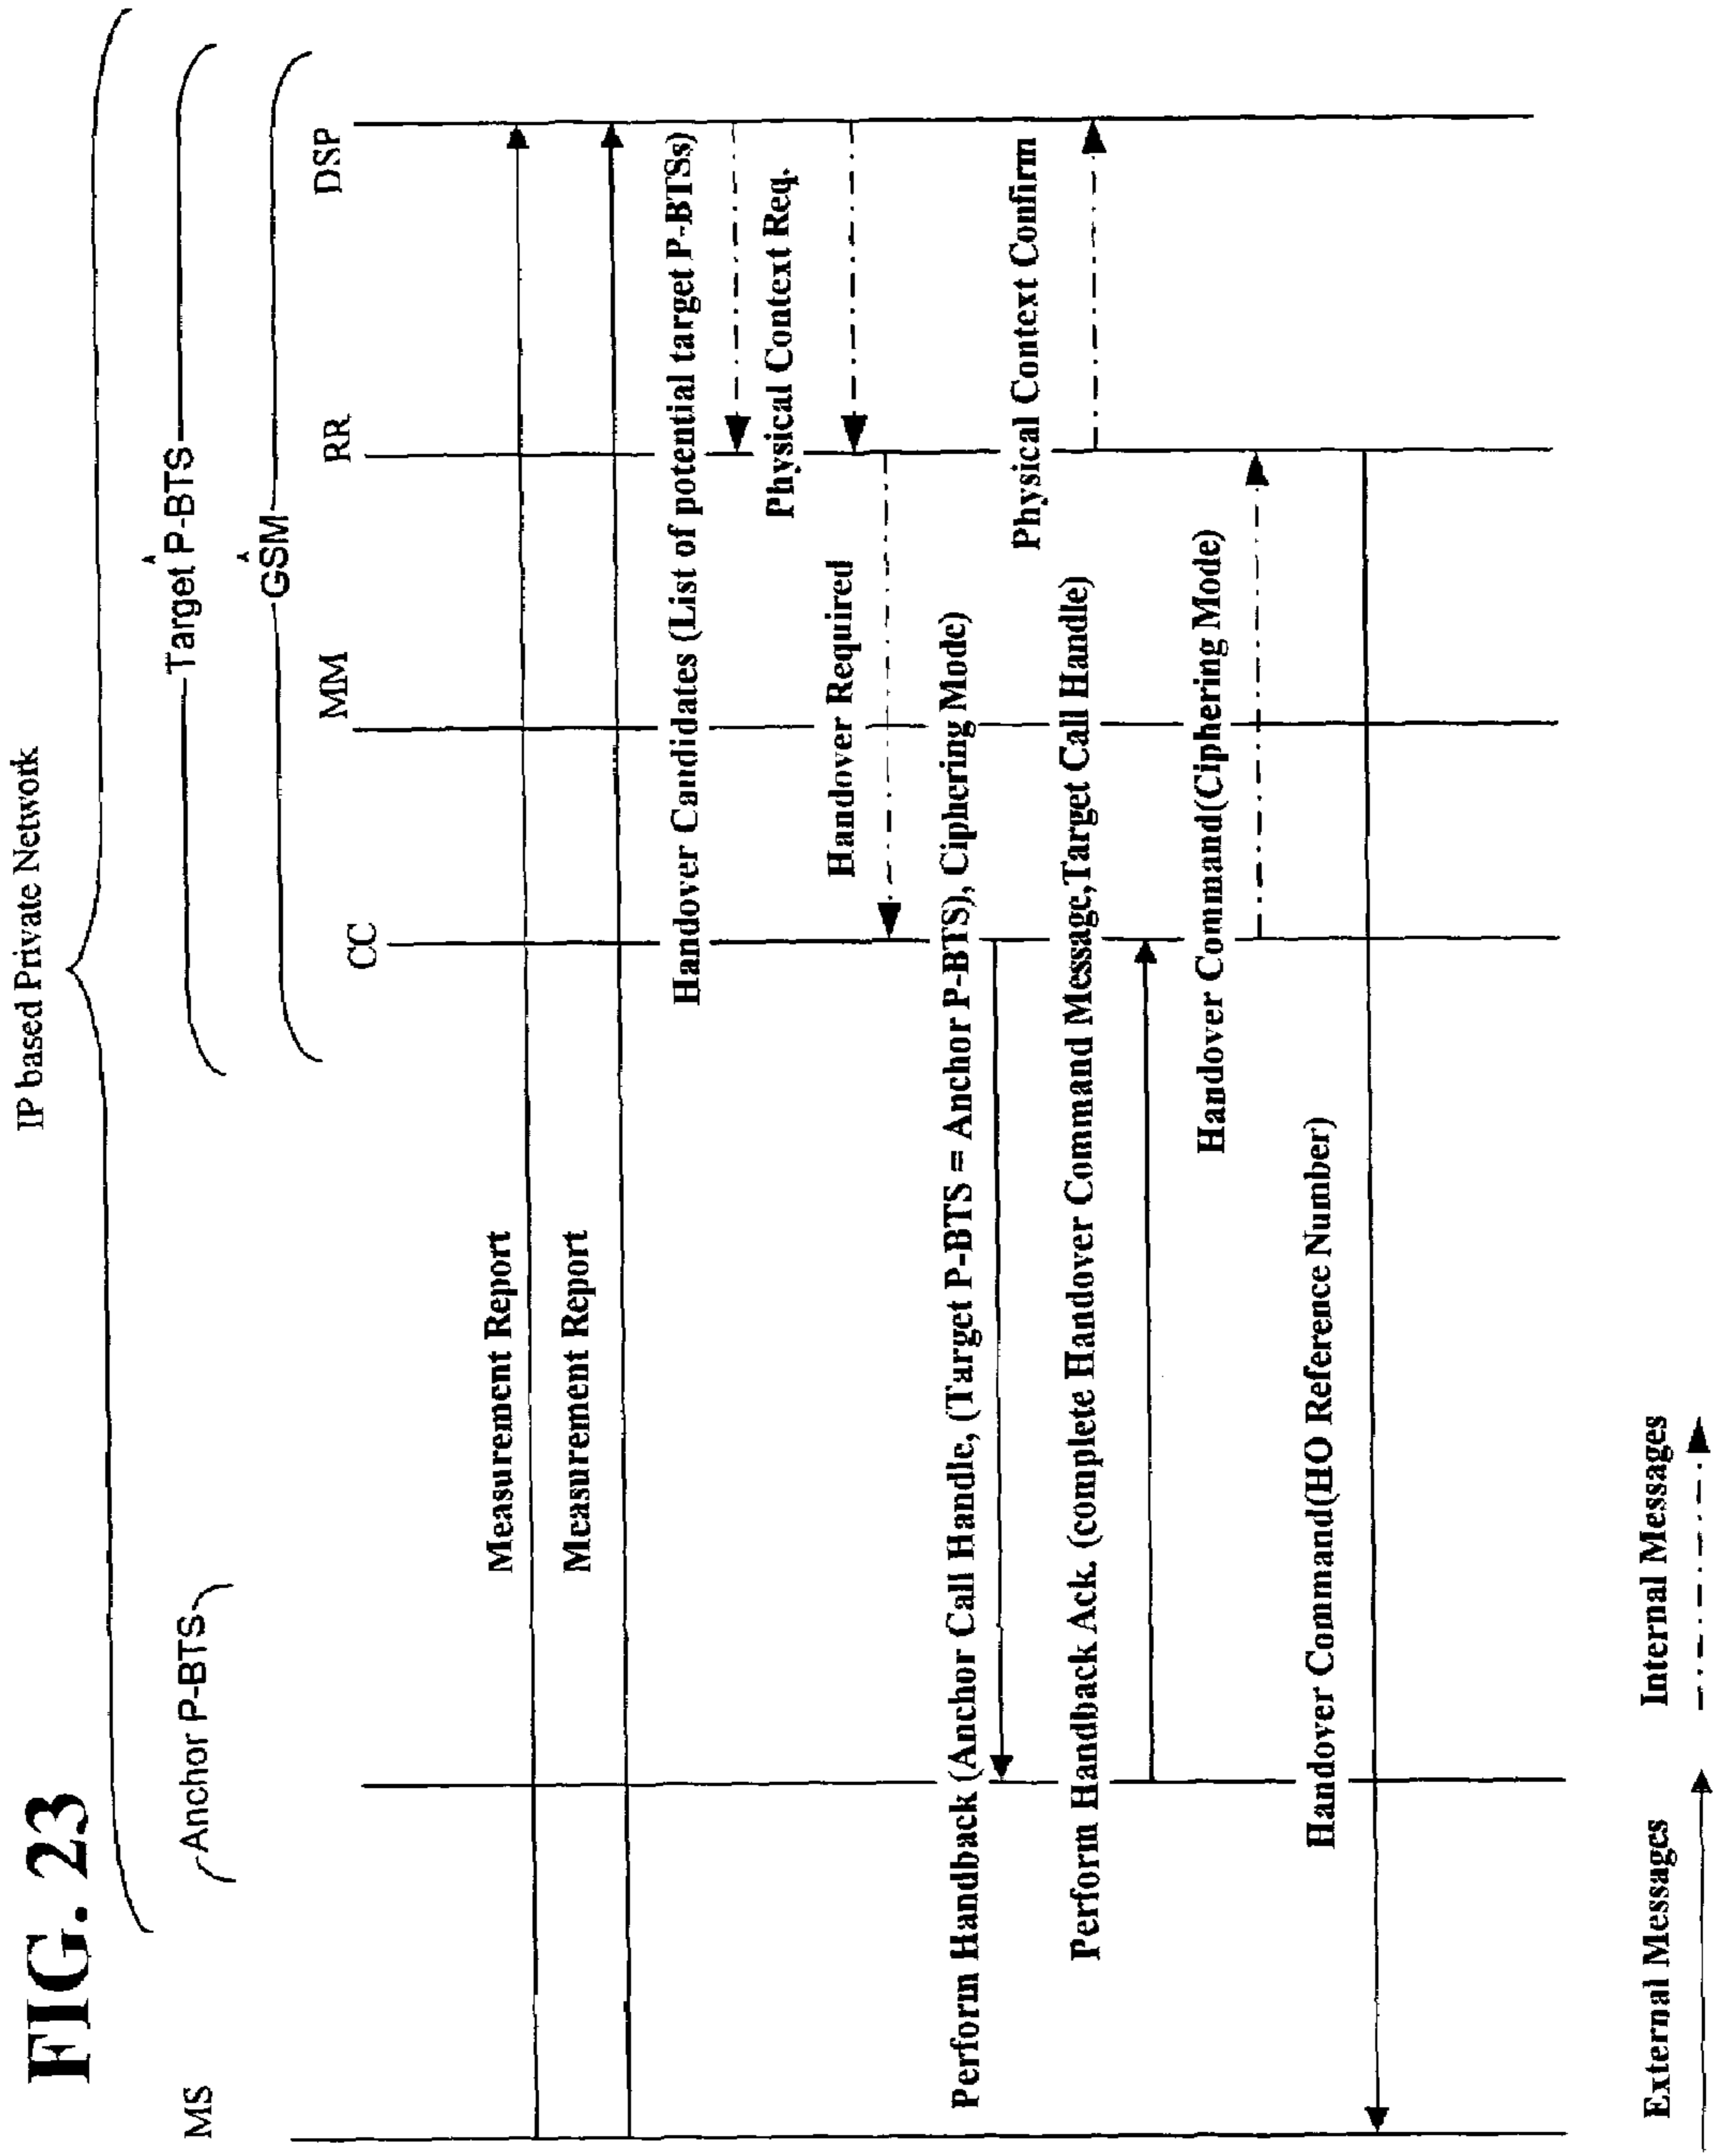 FIG. 23
IP based Private Network
Anchor P-BTS
Target P-BTS
GSM
MS
CC
MM
RR
DSP
Measurement Report
Measurement Report
Handover Candidates (List of potential target P-BTSs)
Physical Context Req.
Handover Required
Perform Handback (Anchor Call Handle, (Target P-BTS = Anchor P-BTS), Ciphering Mode)
Physical Context Confirm
Perform Handback Ack. (complete Handover Command Message,Target Call Handle)
Handover Command(Ciphering Mode)
Handover Command(HO Reference Number)
External Messages
Internal Messages